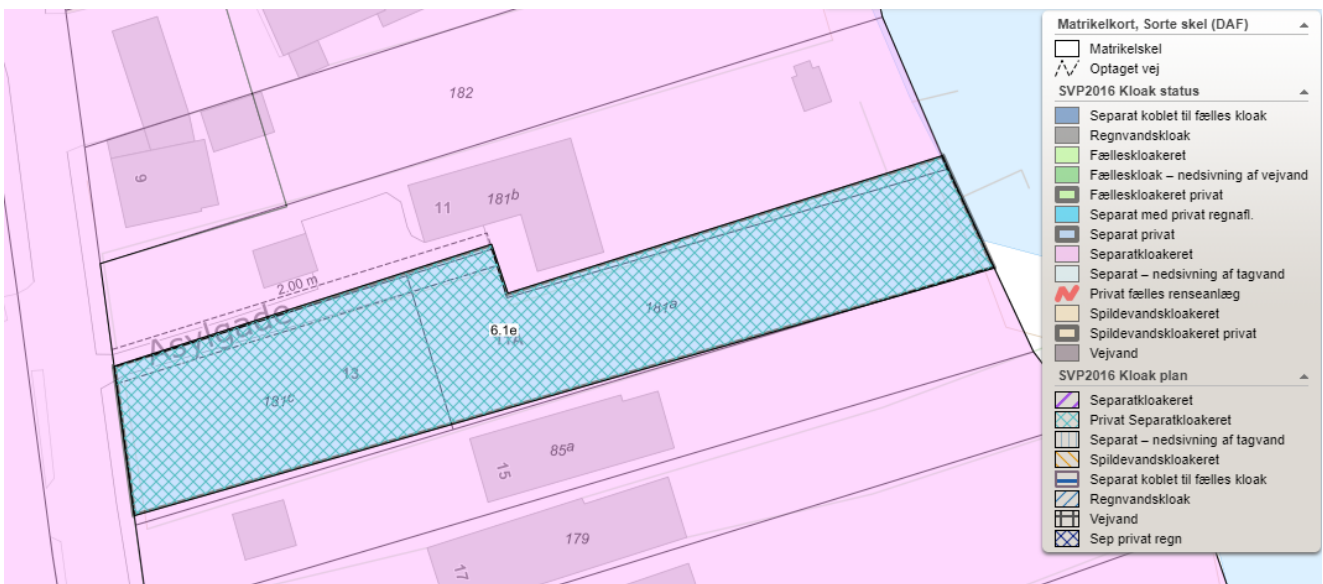 182
9
11
181b
2.00 m
Asylgade
6.1e
11A
181a
13
181c
85a
15
179
17
Matrikelkort, Sorte skel (DAF)
Matrikelskel
Optaget vej
SVP2016 Kloak status
Separat koblet til fælles kloak
Regnvandskloak
Fælleskloakeret
Fælleskloak – nedsivning af vejvand
Fælleskloakeret privat
Separat med privat regnafl.
Separat privat
Separatkloakeret
Separat – nedsivning af tagvand
Privat fælles renseanlæg
Spildevandskloakeret
Spildevandskloakeret privat
Vejvand
SVP2016 Kloak plan
Separatkloakeret
Privat Separatkloakeret
Separat – nedsivning af tagvand
Spildevandskloakeret
Separat koblet til fælles kloak
Regnvandskloak
Vejvand
Sep privat regn